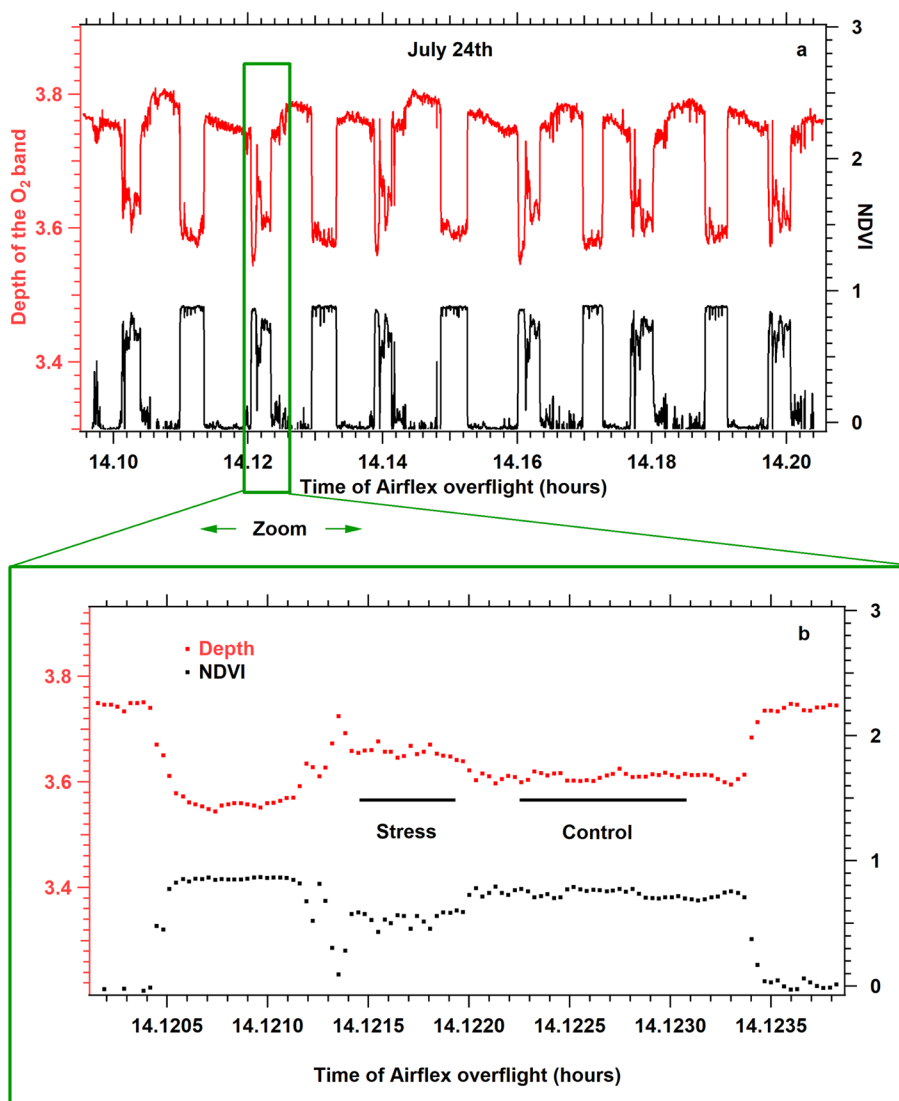 July 24th
a
3
3.8
2
3.6
1
3.4
0
Depth of the O₂ band
NDVI
14.10 14.12 14.14 14.16 14.18 14.20
Time of Airflex overflight (hours)
Zoom
b
3
Depth
NDVI
3.8
2
3.6
Stress Control
1
3.4
0
14.1205 14.1210 14.1215 14.1220 14.1225 14.1230 14.1235
Time of Airflex overflight (hours)